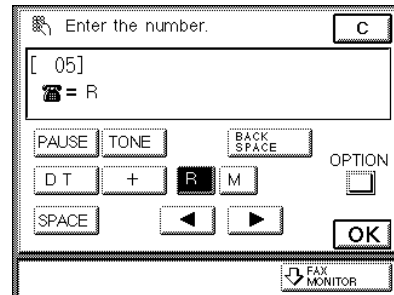 Enter the number.
C
[ 05]
☎= R
PAUSE TONE BACK SPACE
OPTION
D T + R M
SPACE ◀ ▶
OK
FAX MONITOR